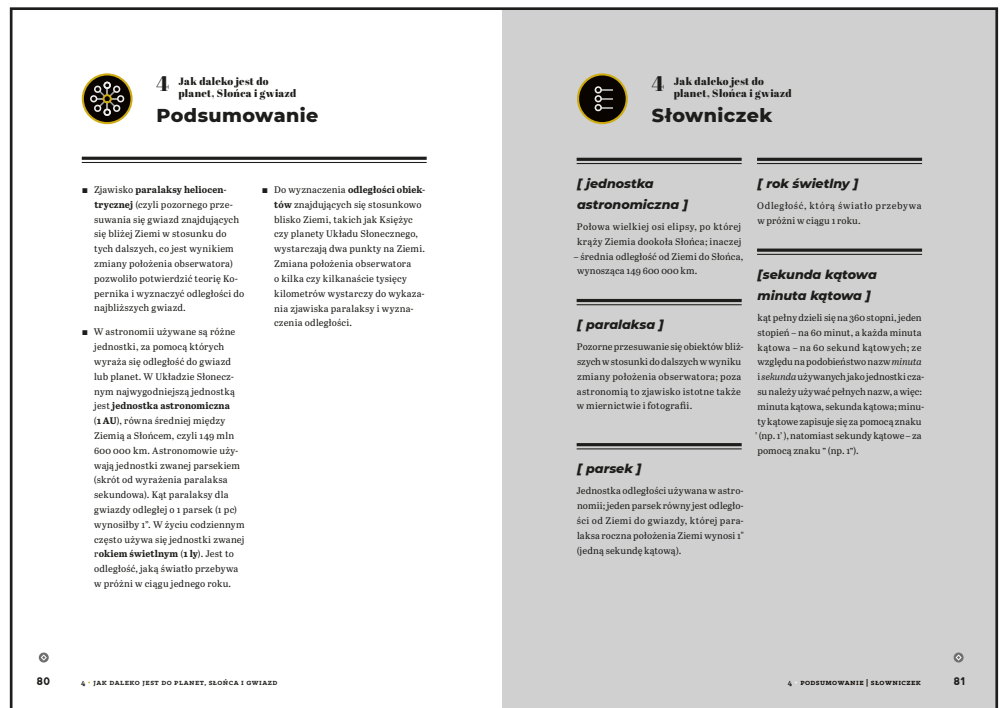 4 Jak daleko jest do
planet, Słońca i gwiazd
Podsumowanie
▪ Zjawisko paralaksy heliocen-
trycznej (czyli pozornego prze-
suwania się gwiazd znajdujących
się bliżej Ziemi w stosunku do
tych dalszych, co jest wynikiem
zmiany położenia obserwatora)
pozwoliło potwierdzić teorię Ko-
pernika i wyznaczyć odległości do
najbliższych gwiazd.
▪ W astronomii używane są różne
jednostki, za pomocą których
wyraża się odległość do gwiazd
lub planet. W Układzie Słonecz-
nym najwygodniejszą jednostką
jest jednostka astronomiczna
(1 AU), równa średniej między
Ziemią a Słońcem, czyli 149 mln
600 000 km. Astronomowie uży-
wają jednostki zwanej parsekiem
(skrót od wyrażenia paralaksa
sekundowa). Kąt paralaksy dla
gwiazdy odległej o 1 parsek (1 pc)
wynosiłby 1". W życiu codziennym
często używa się jednostki zwanej
rokiem świetlnym (1 ly). Jest to
odległość, jaką światło przebywa
w próżni w ciągu jednego roku.
▪ Do wyznaczenia odległości obiek-
tów znajdujących się stosunkowo
blisko Ziemi, takich jak Księżyc
czy planety Układu Słonecznego,
wystarczają dwa punkty na Ziemi.
Zmiana położenia obserwatora
o kilka czy kilkanaście tysięcy
kilometrów wystarczy do wykaza-
nia zjawiska paralaksy i wyzna-
czenia odległości.
80 4 · JAK DALEKO JEST DO PLANET, SŁOŃCA I GWIAZD
4 Jak daleko jest do
planet, Słońca i gwiazd
Słowniczek
[ jednostka
astronomiczna ]
Połowa wielkiej osi elipsy, po której
krąży Ziemia dookoła Słońca; inaczej
– średnia odległość od Ziemi do Słońca,
wynosząca 149 600 000 km.
[ paralaksa ]
Pozorne przesuwanie się obiektów bliż-
szych w stosunki do dalszych w wyniku
zmiany położenia obserwatora; poza
astronomią to zjawisko istotne także
w miernictwie i fotografii.
[ parsek ]
Jednostka odległości używana w astro-
nomii; jeden parsek równy jest odległo-
ści od Ziemi do gwiazdy, której para-
laksa roczna położenia Ziemi wynosi 1"
(jedną sekundę kątową).
[ rok świetlny ]
Odległość, którą światło przebywa
w próżni w ciągu 1 roku.
[sekunda kątowa
minuta kątowa ]
kąt pełny dzieli się na 360 stopni, jeden
stopień – na 60 minut, a każda minuta
kątowa – na 60 sekund kątowych; ze
względu na podobieństwo nazw minuta
i sekunda używanych jako jednostki cza-
su należy używać pełnych nazw, a więc:
minuta kątowa, sekunda kątowa; minu-
ty kątowe zapisuje się za pomocą znaku
' (np. 1' ), natomiast sekundy kątowe – za
pomocą znaku " (np. 1").
4 · PODSUMOWANIE | SŁOWNICZEK 81